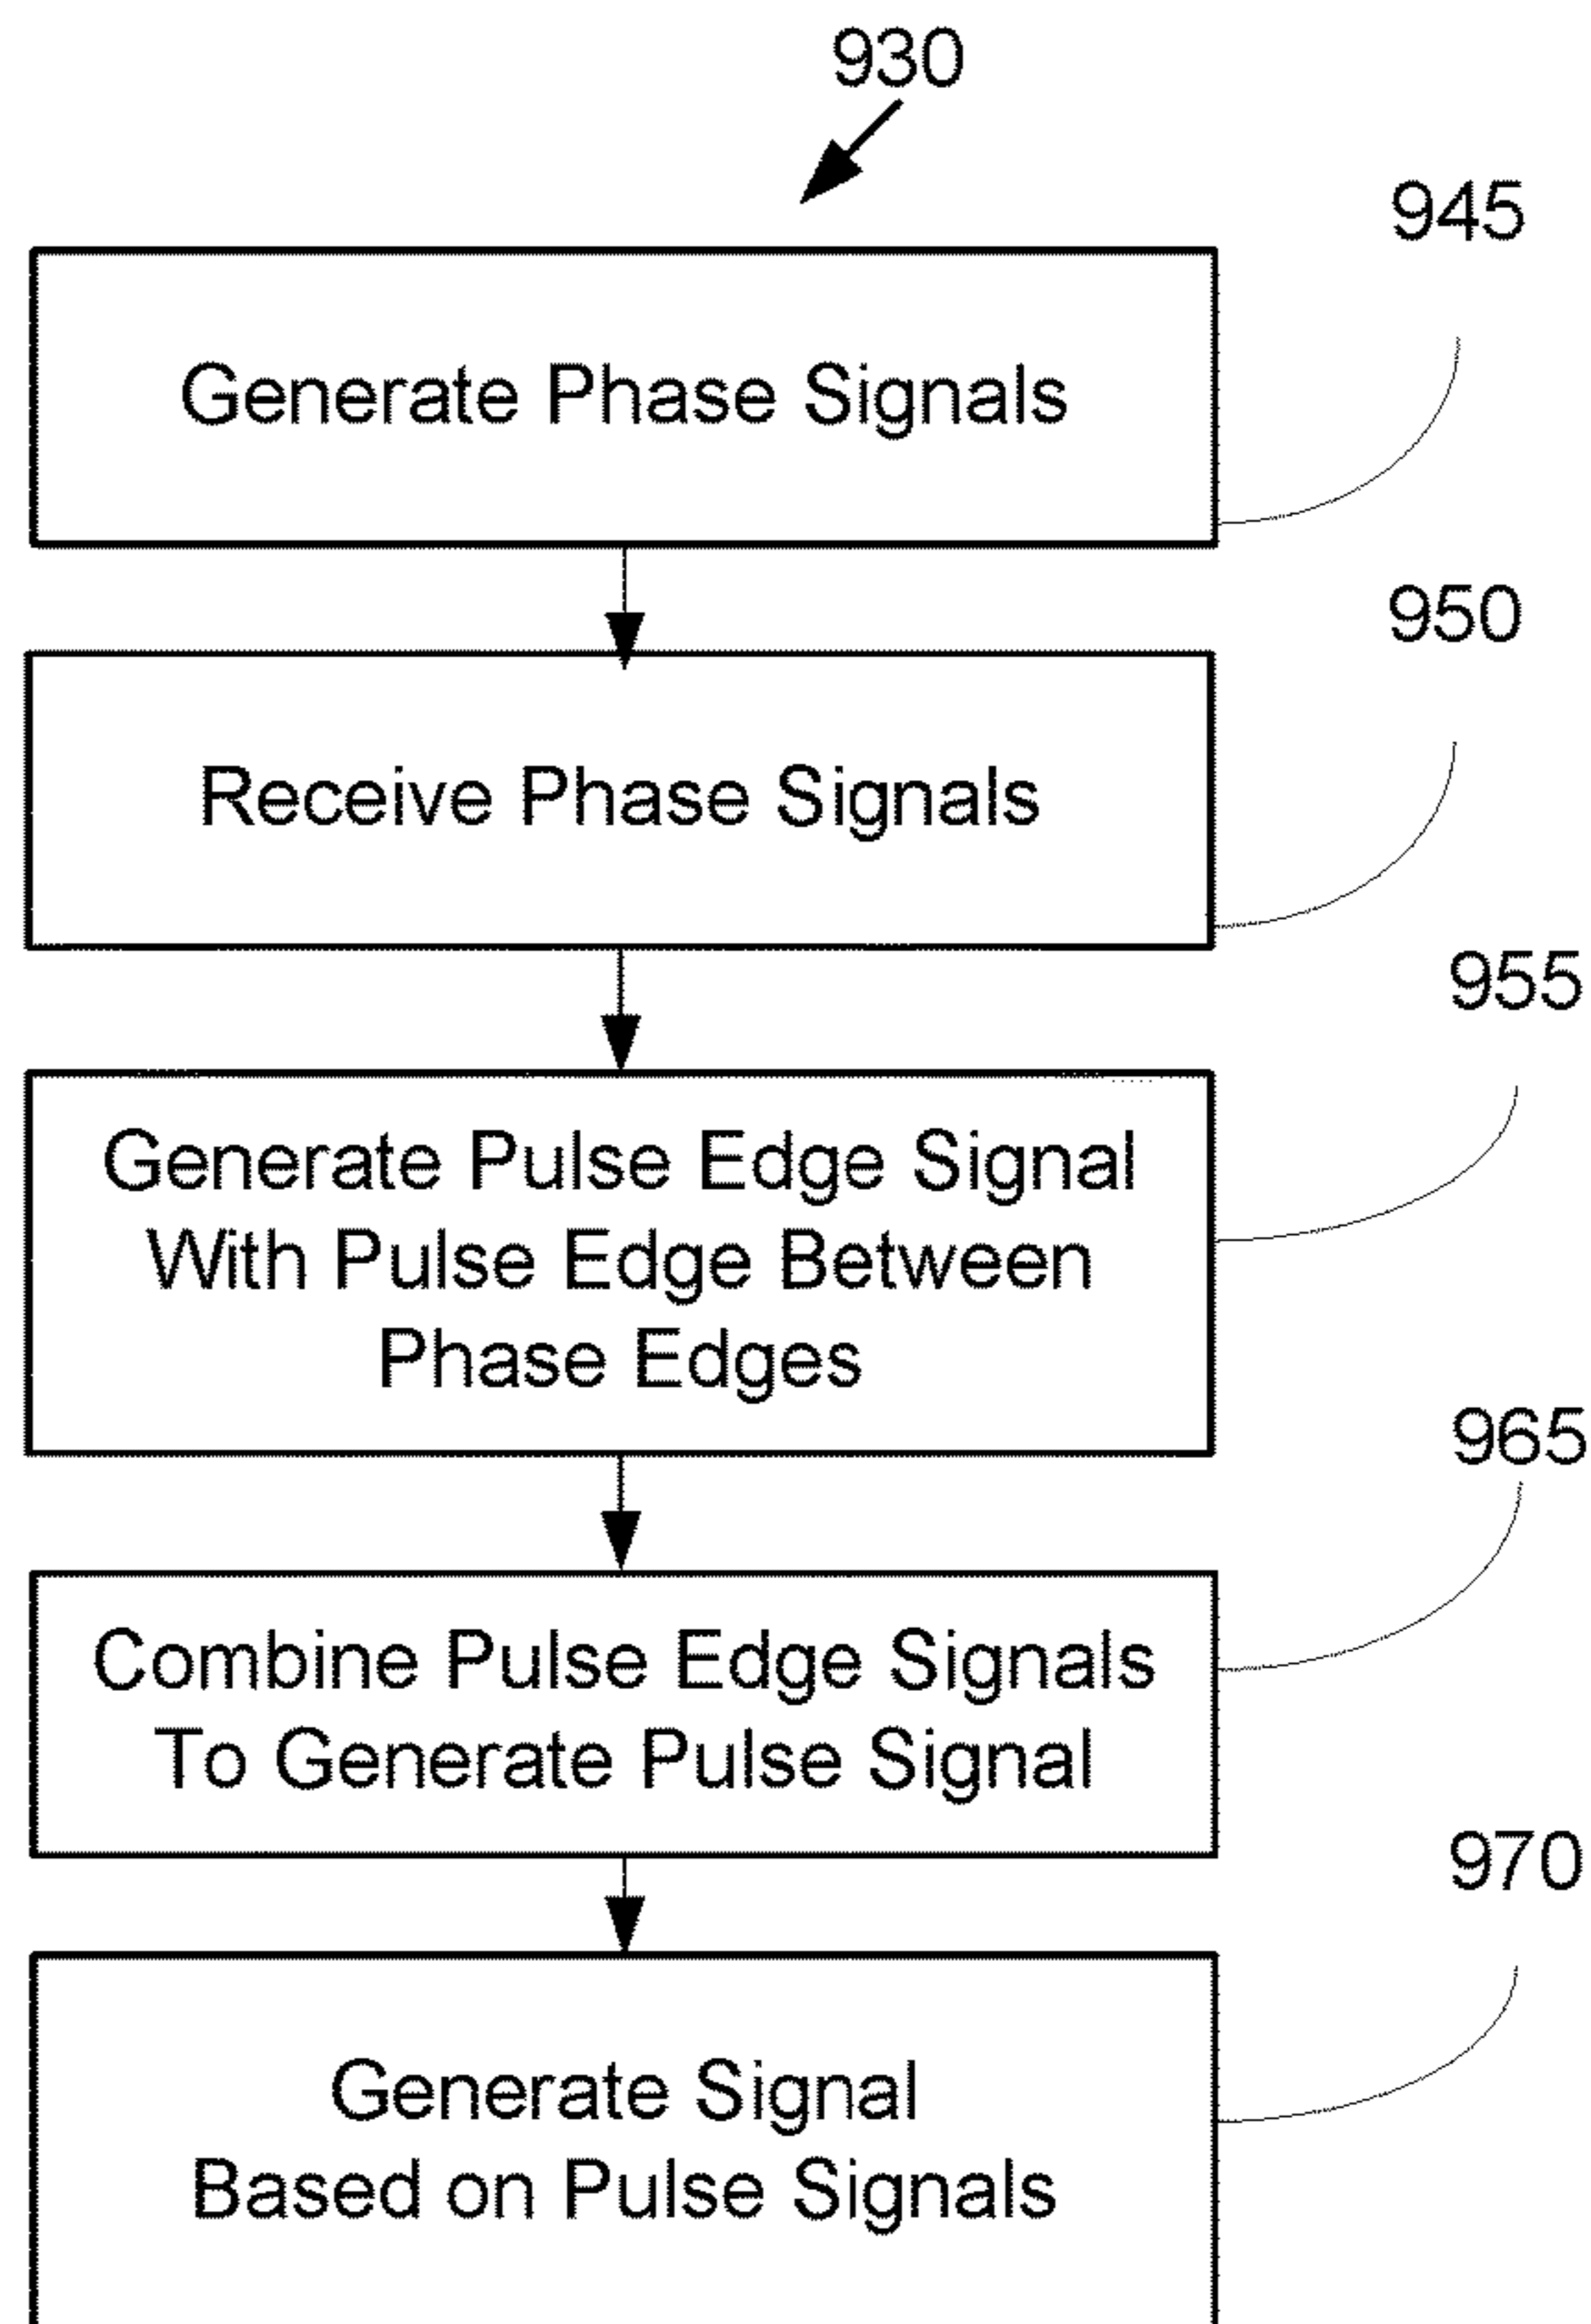 930
945
Generate Phase Signals
950
Receive Phase Signals
955
Generate Pulse Edge Signal
With Pulse Edge Between
Phase Edges
965
Combine Pulse Edge Signals
To Generate Pulse Signal
970
Generate Signal
Based on Pulse Signals